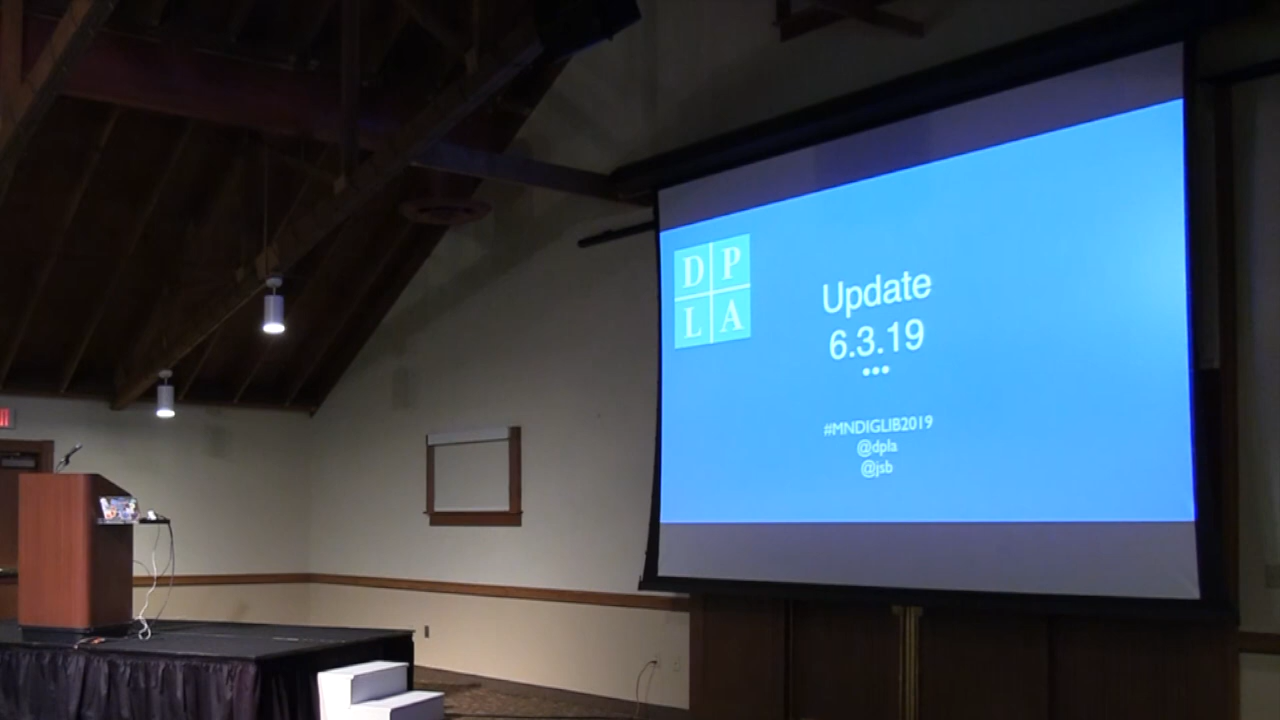 D P
L A
Update
6.3.19
•••
#MNDIGLIB2019
@dpla
@jsb